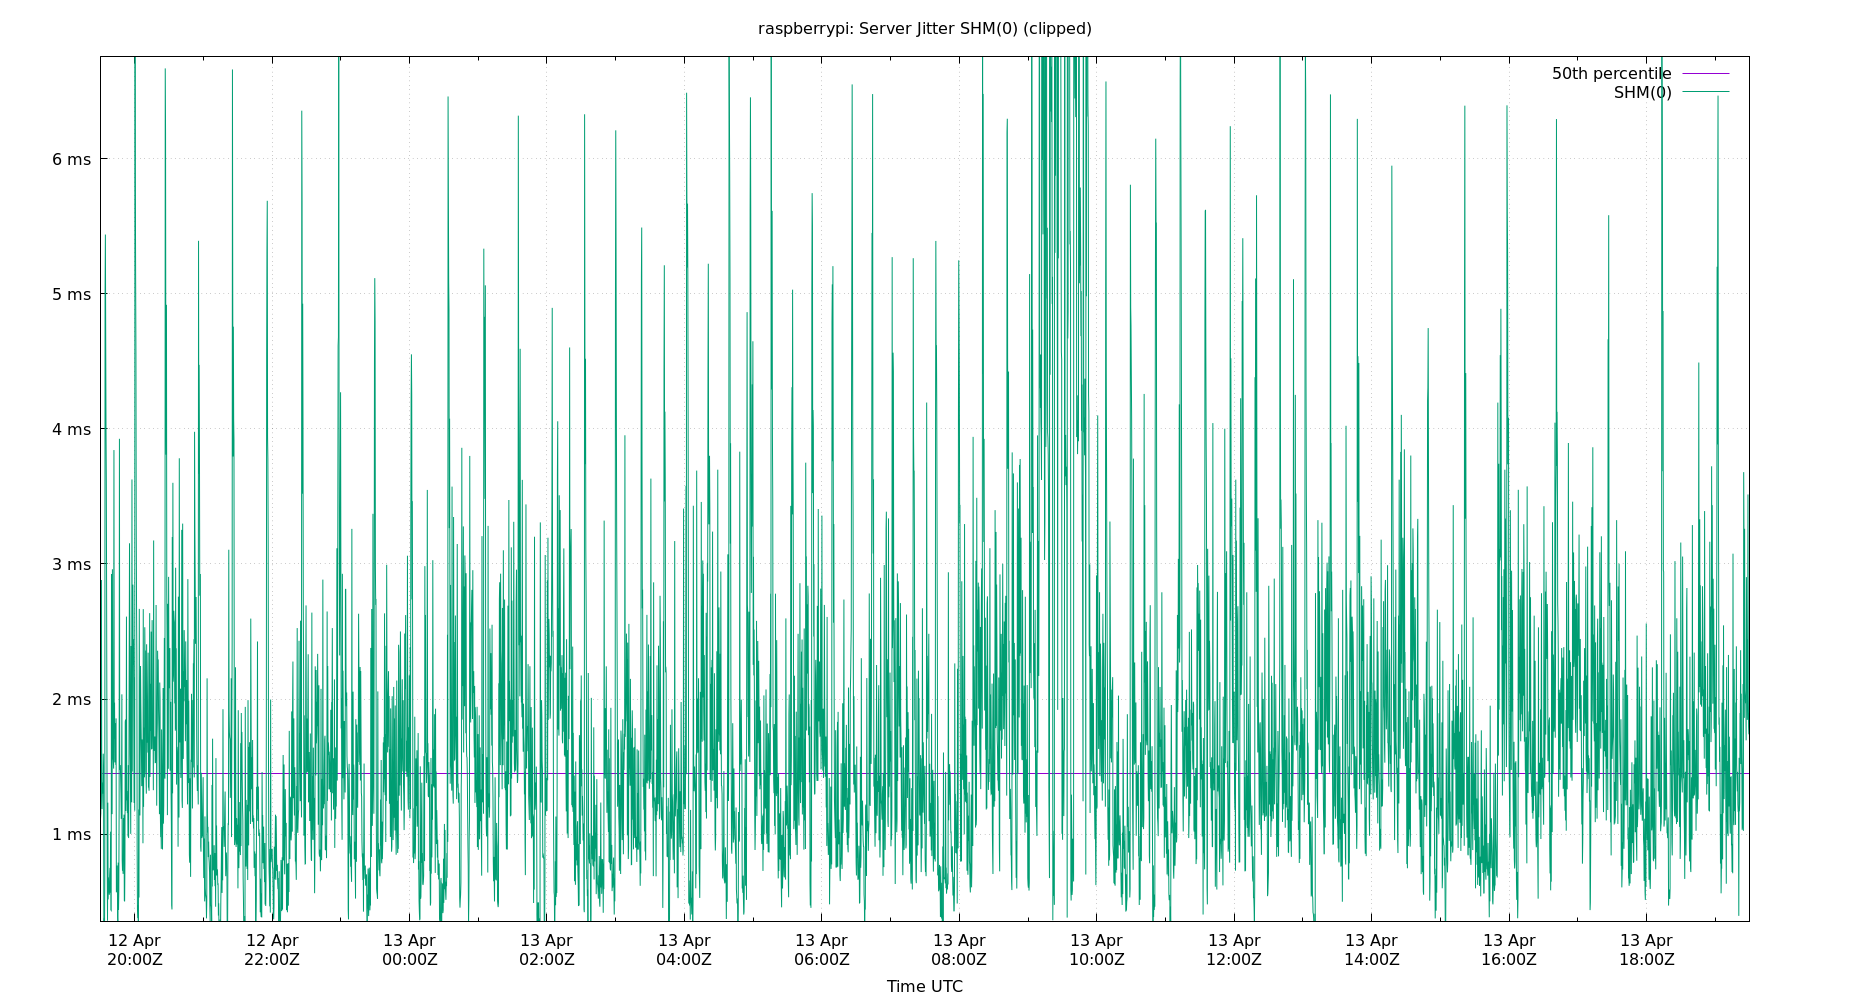 raspberrypi: Server Jitter SHM(0) (clipped)
50th percentile
SHM(0)
6 ms
5 ms
4 ms
3 ms
2 ms
1 ms
12 Apr 12 Apr 13 Apr 13 Apr 13 Apr 13 Apr 13 Apr 13 Apr 13 Apr 13 Apr 13 Apr 13 Apr
20:00Z 22:00Z 00:00Z 02:00Z 04:00Z 06:00Z 08:00Z 10:00Z 12:00Z 14:00Z 16:00Z 18:00Z
Time UTC